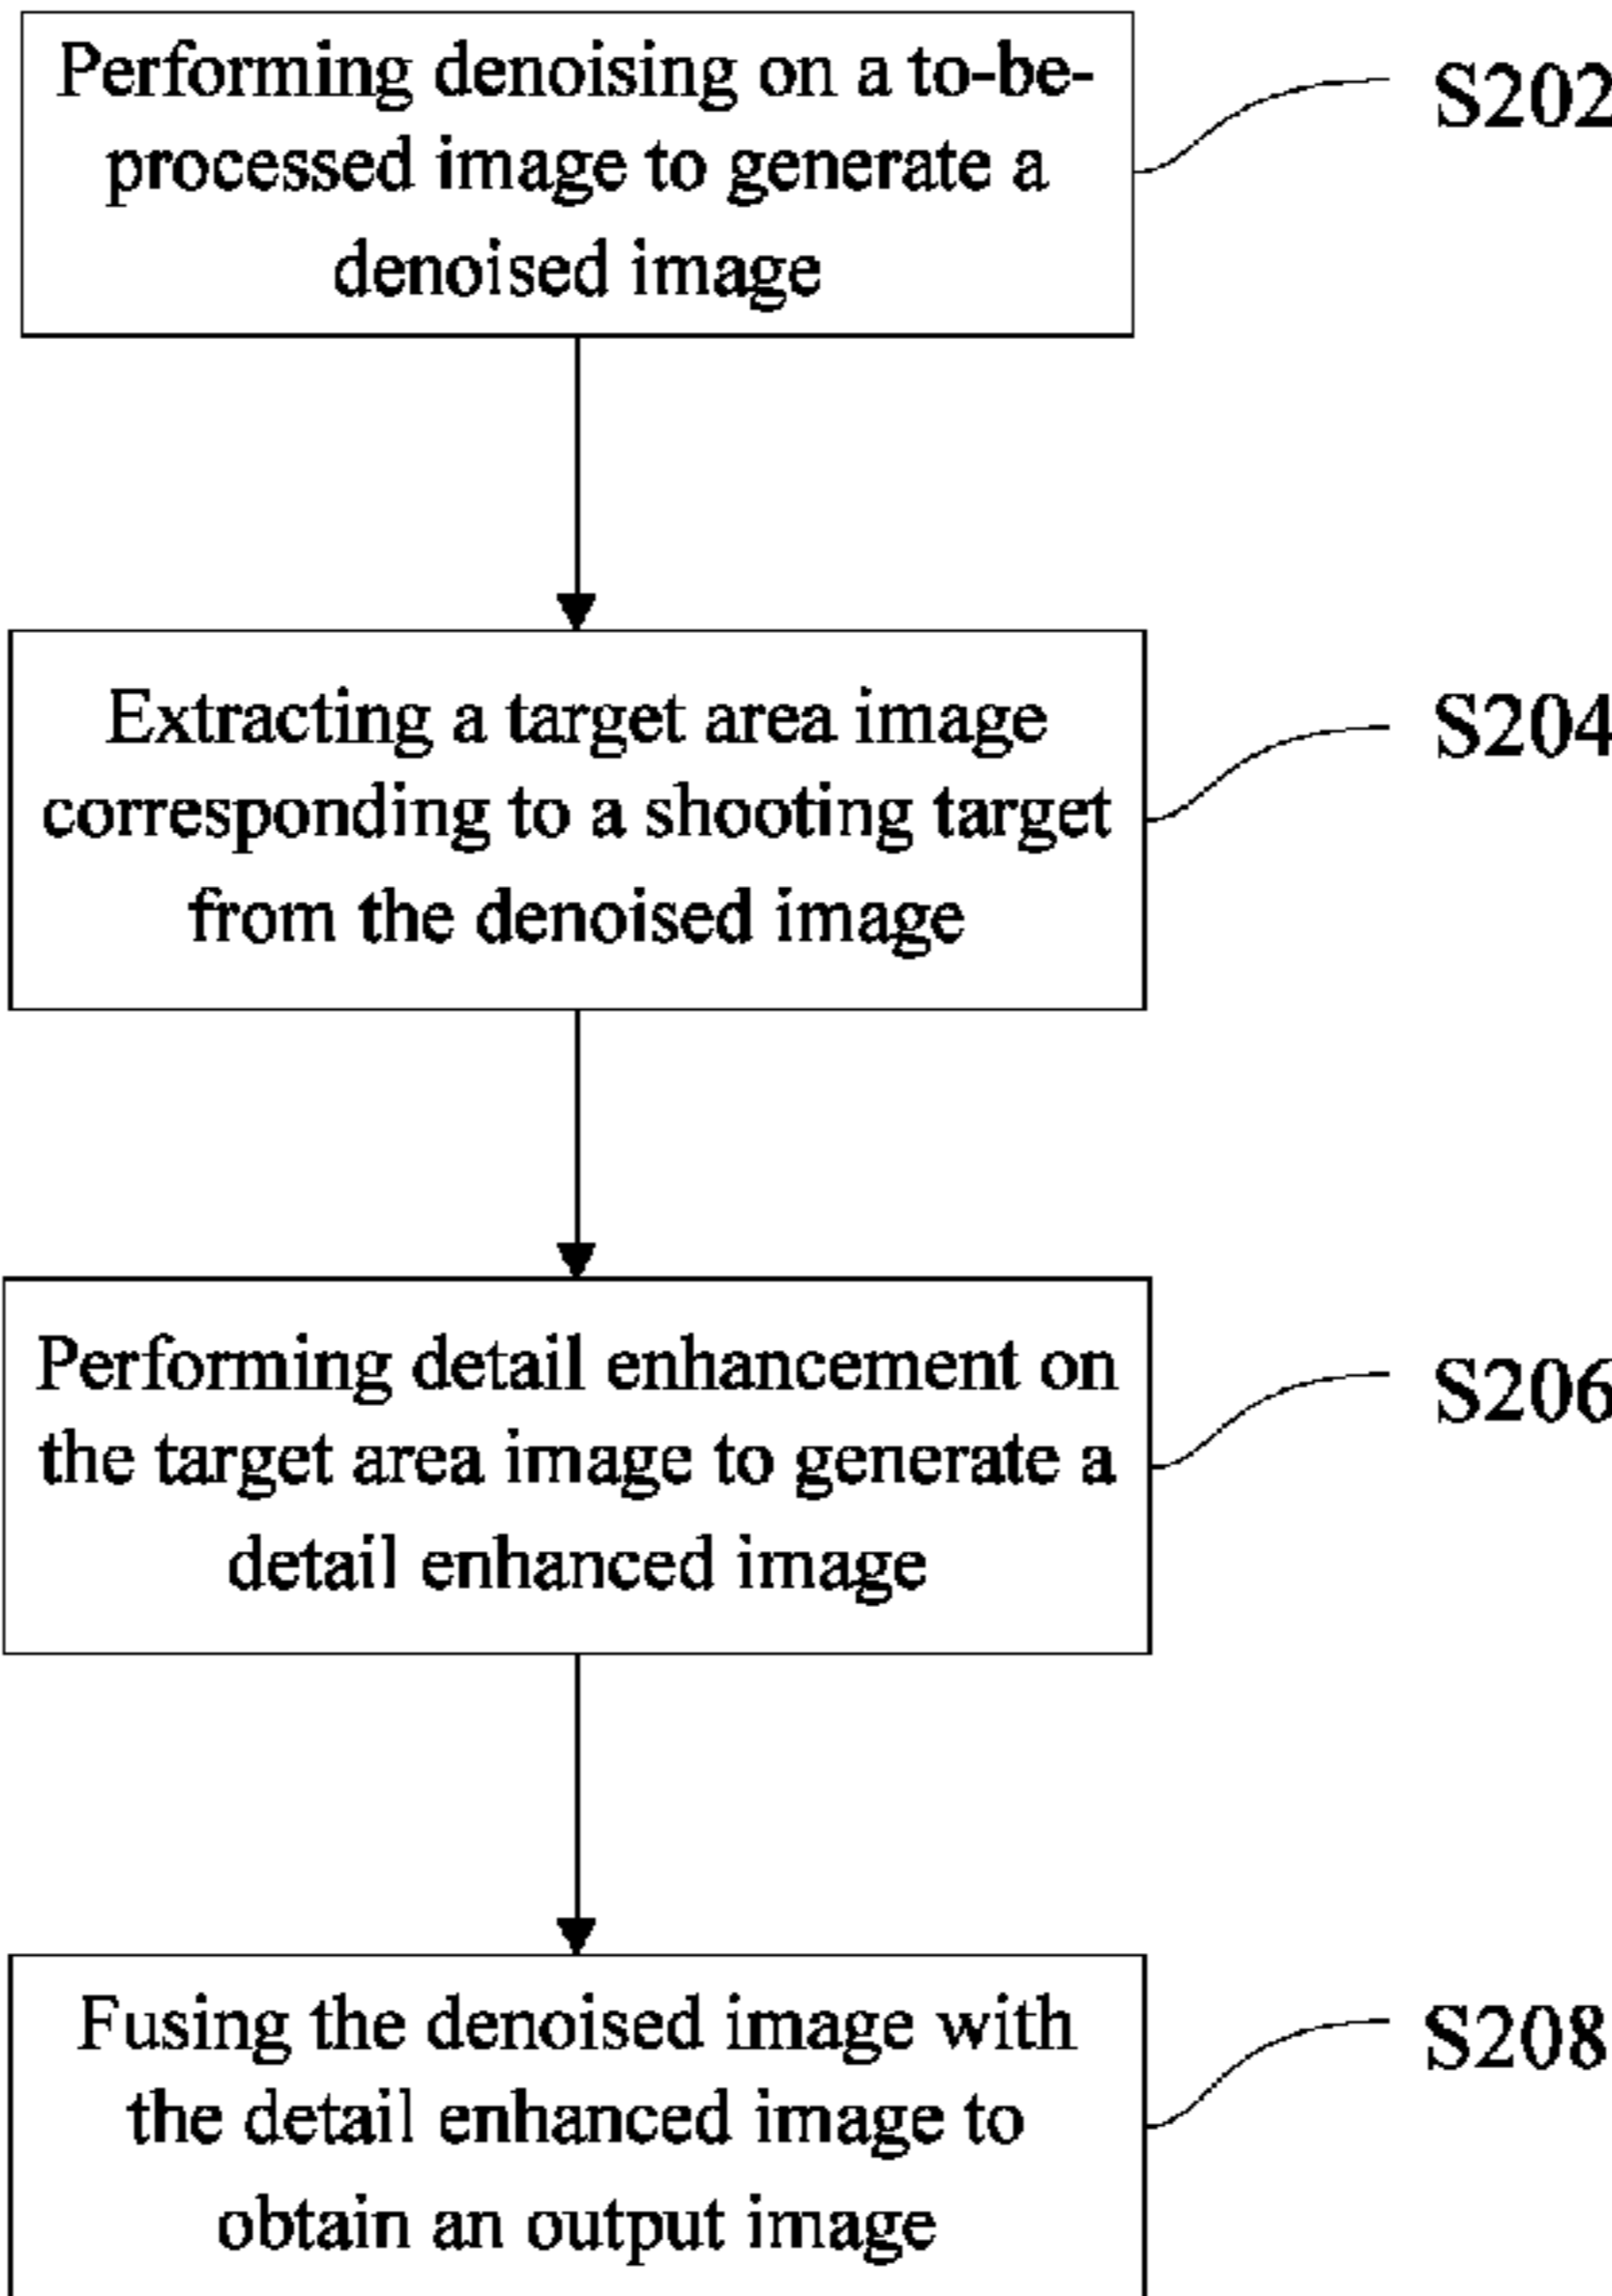 Performing denoising on a to-be-
processed image to generate a
denoised image
S202
Extracting a target area image
corresponding to a shooting target
from the denoised image
S204
Performing detail enhancement on
the target area image to generate a
detail enhanced image
S206
Fusing the denoised image with
the detail enhanced image to
obtain an output image
S208